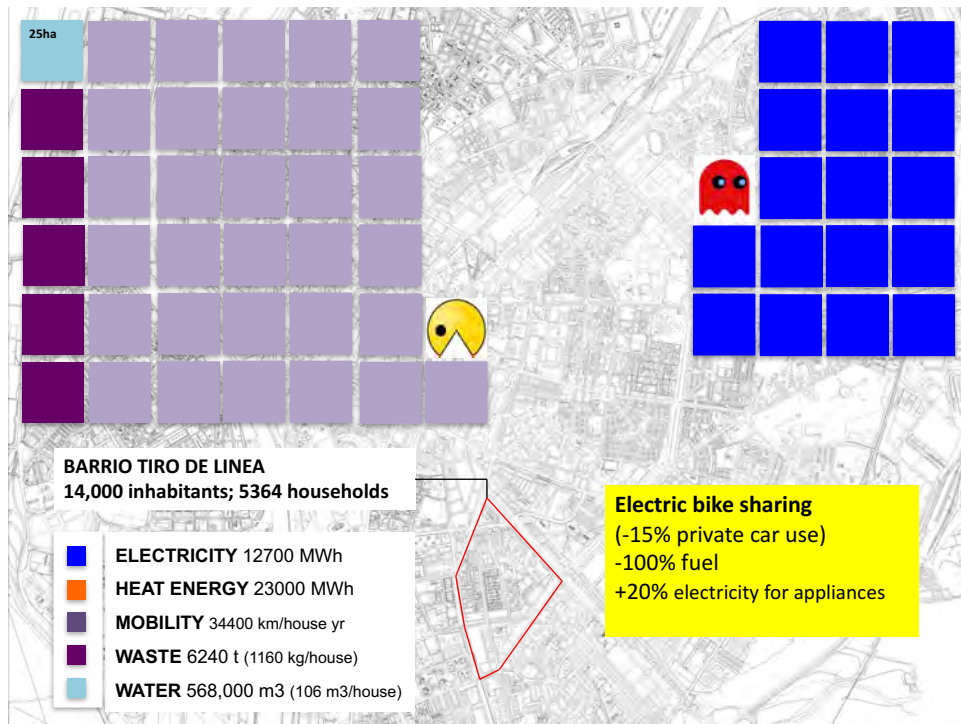 25ha
BARRIO TIRO DE LINEA
14,000 inhabitants; 5364 households
ELECTRICITY 12700 MWh
HEAT ENERGY 23000 MWh
MOBILITY 34400 km/house yr
WASTE 6240 t (1160 kg/house)
WATER 568,000 m3 (106 m3/house)
Electric bike sharing
(-15% private car use)
-100% fuel
+20% electricity for appliances